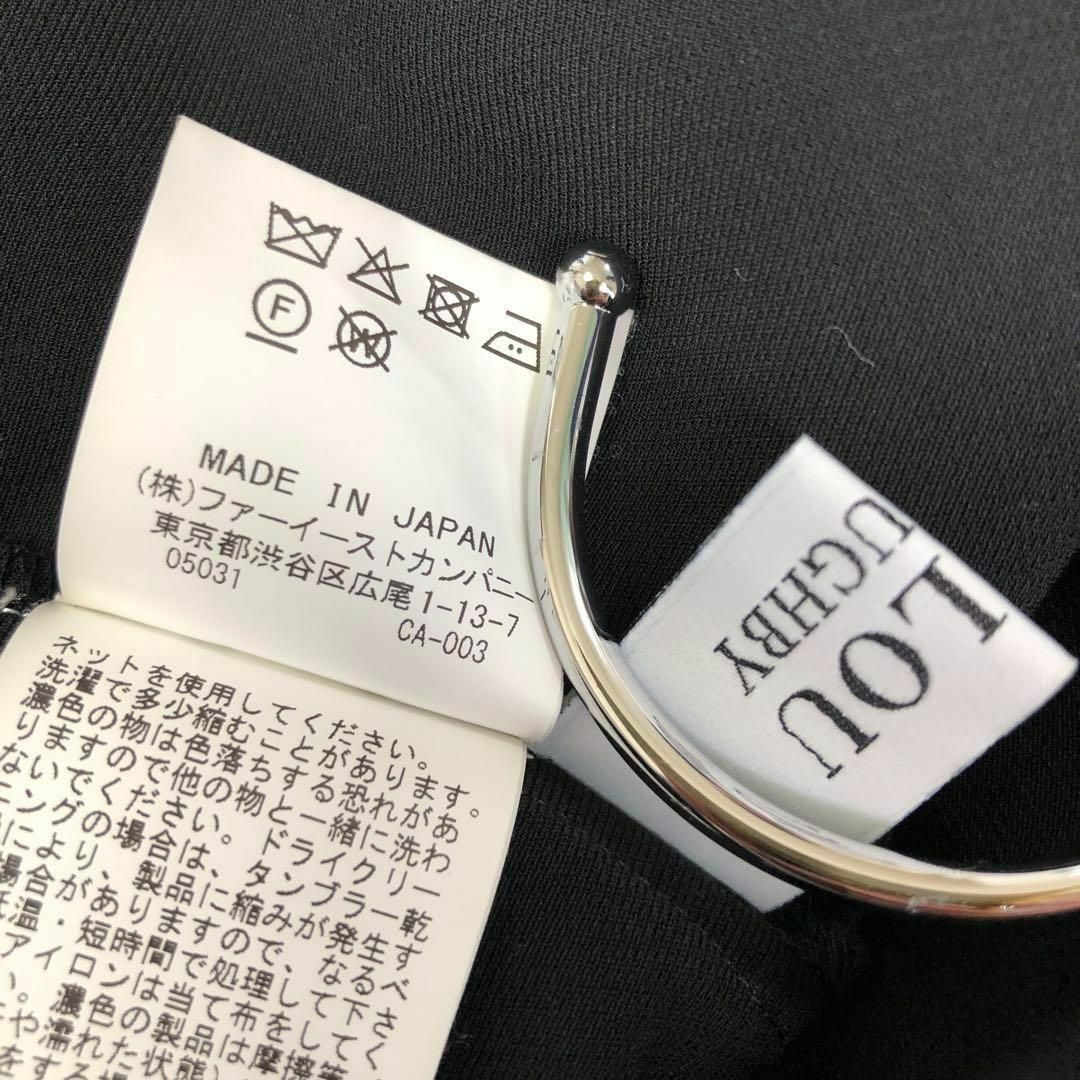 F
W
MADE IN JAPAN
(株)ファーイーストカンパニー
東京都渋谷区広尾1-13-7
05031
CA-003
ネットを使用してください。
洗濯で多少縮むことがあります。
濃色の物は色落ちする恐れがあ
りますので他の物と一緒に洗わ
ないでください。ドライクリー
ニングの場合は、タンブラー乾
により、製品に縮みが発生す
場合がありますので、なるべ
低温・短時間で処理して下さ
アイロンは当て布をしてく
い。濃色の製品は摩擦等
や濡れた状態)
をする場
LOU
UGHBY